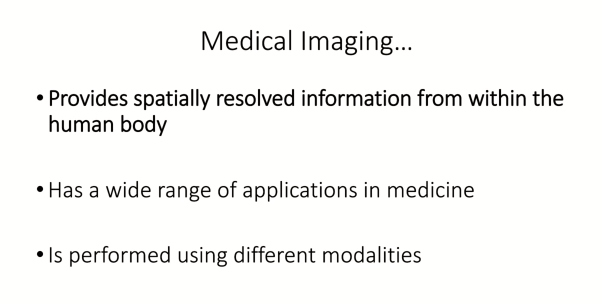 Medical Imaging...
• Provides spatially resolved information from within the
human body
• Has a wide range of applications in medicine
• Is performed using different modalities